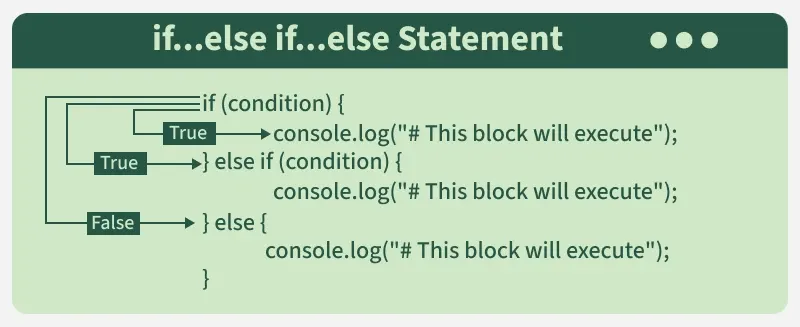 if...else if...else Statement
if (condition) {
True console.log("# This block will execute");
True } else if (condition) {
console.log("# This block will execute");
False } else {
console.log("# This block will execute");
}